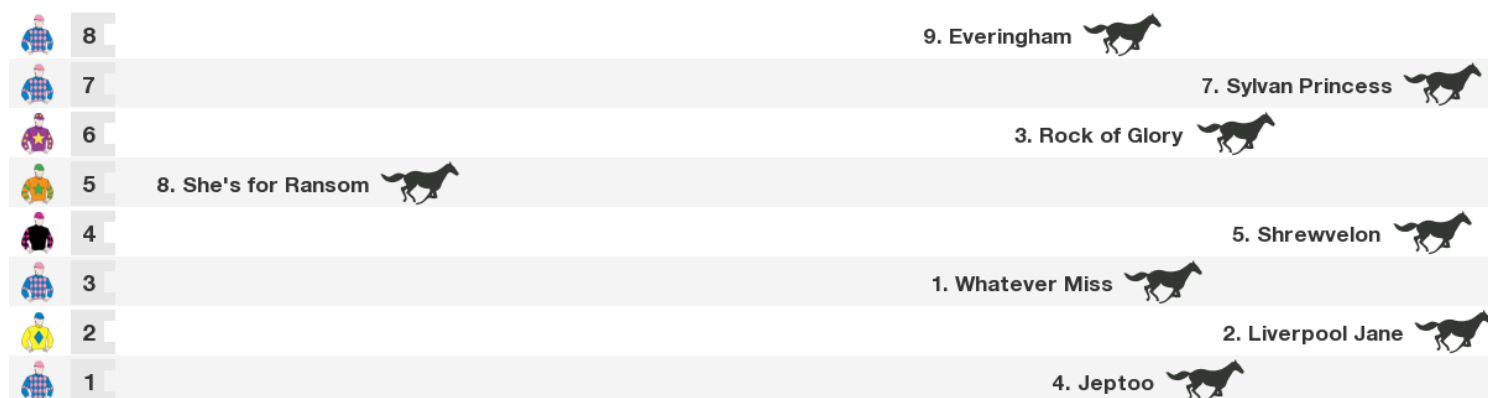 8 9. Everingham
7 7. Sylvan Princess
6 3. Rock of Glory
5 8. She's for Ransom
4 5. Shrewvelon
3 1. Whatever Miss
2 2. Liverpool Jane
1 4. Jeptoo